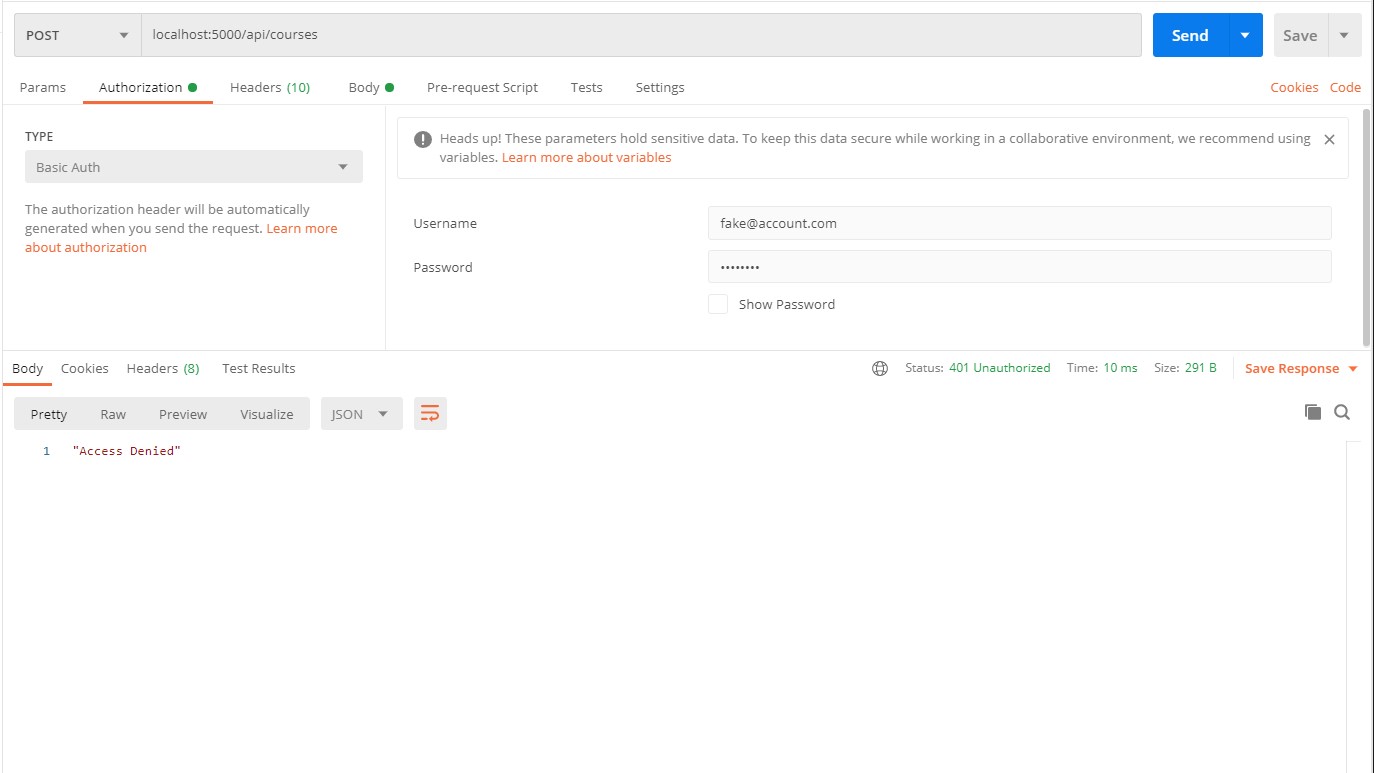 POST localhost:5000/api/courses Send Save
Params Authorization Headers (10) Body Pre-request Script Tests Settings Cookies Code
TYPE
Basic Auth
The authorization header will be automatically
generated when you send the request. Learn more
about authorization
Heads up! These parameters hold sensitive data. To keep this data secure while working in a collaborative environment, we recommend using
variables. Learn more about variables
Username fake@account.com
Password ••••••••
Show Password
Body Cookies Headers (8) Test Results Status: 401 Unauthorized Time: 10 ms Size: 291 B Save Response
Pretty Raw Preview Visualize JSON
1 "Access Denied"